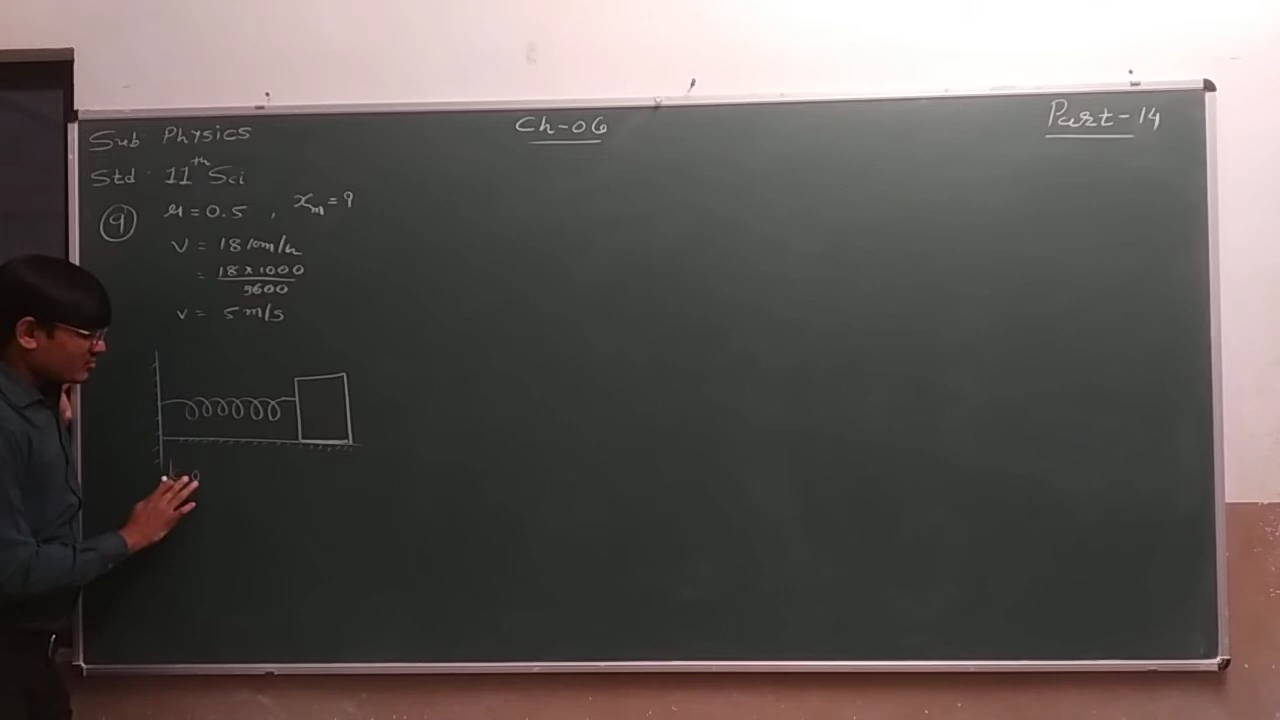 Sub Physics
Ch-06
Part-14
Std 11th Sci
9 μ = 0.5 , xm = ?
V = 18 km/h
= 18 x 1000
3600
v = 5 m/s